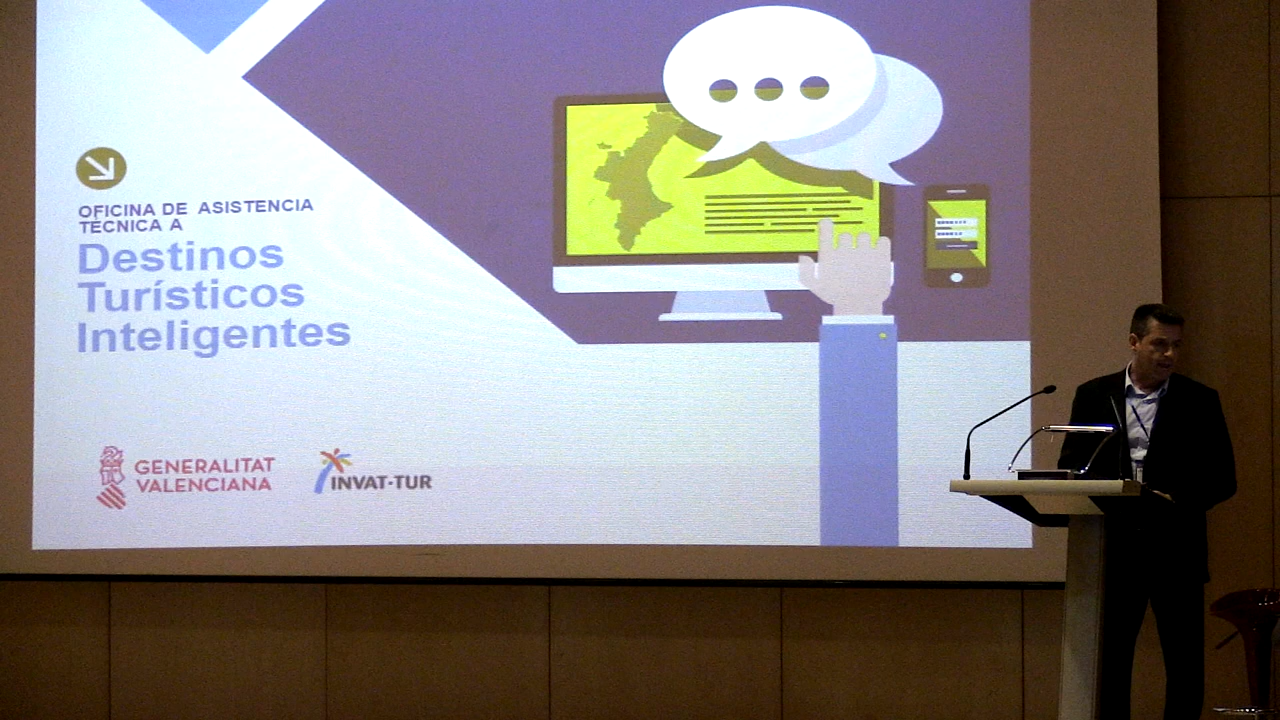 OFICINA DE ASISTENCIA
TÉCNICA A
Destinos
Turísticos
Inteligentes
GENERALITAT
VALENCIANA
INVAT·TUR